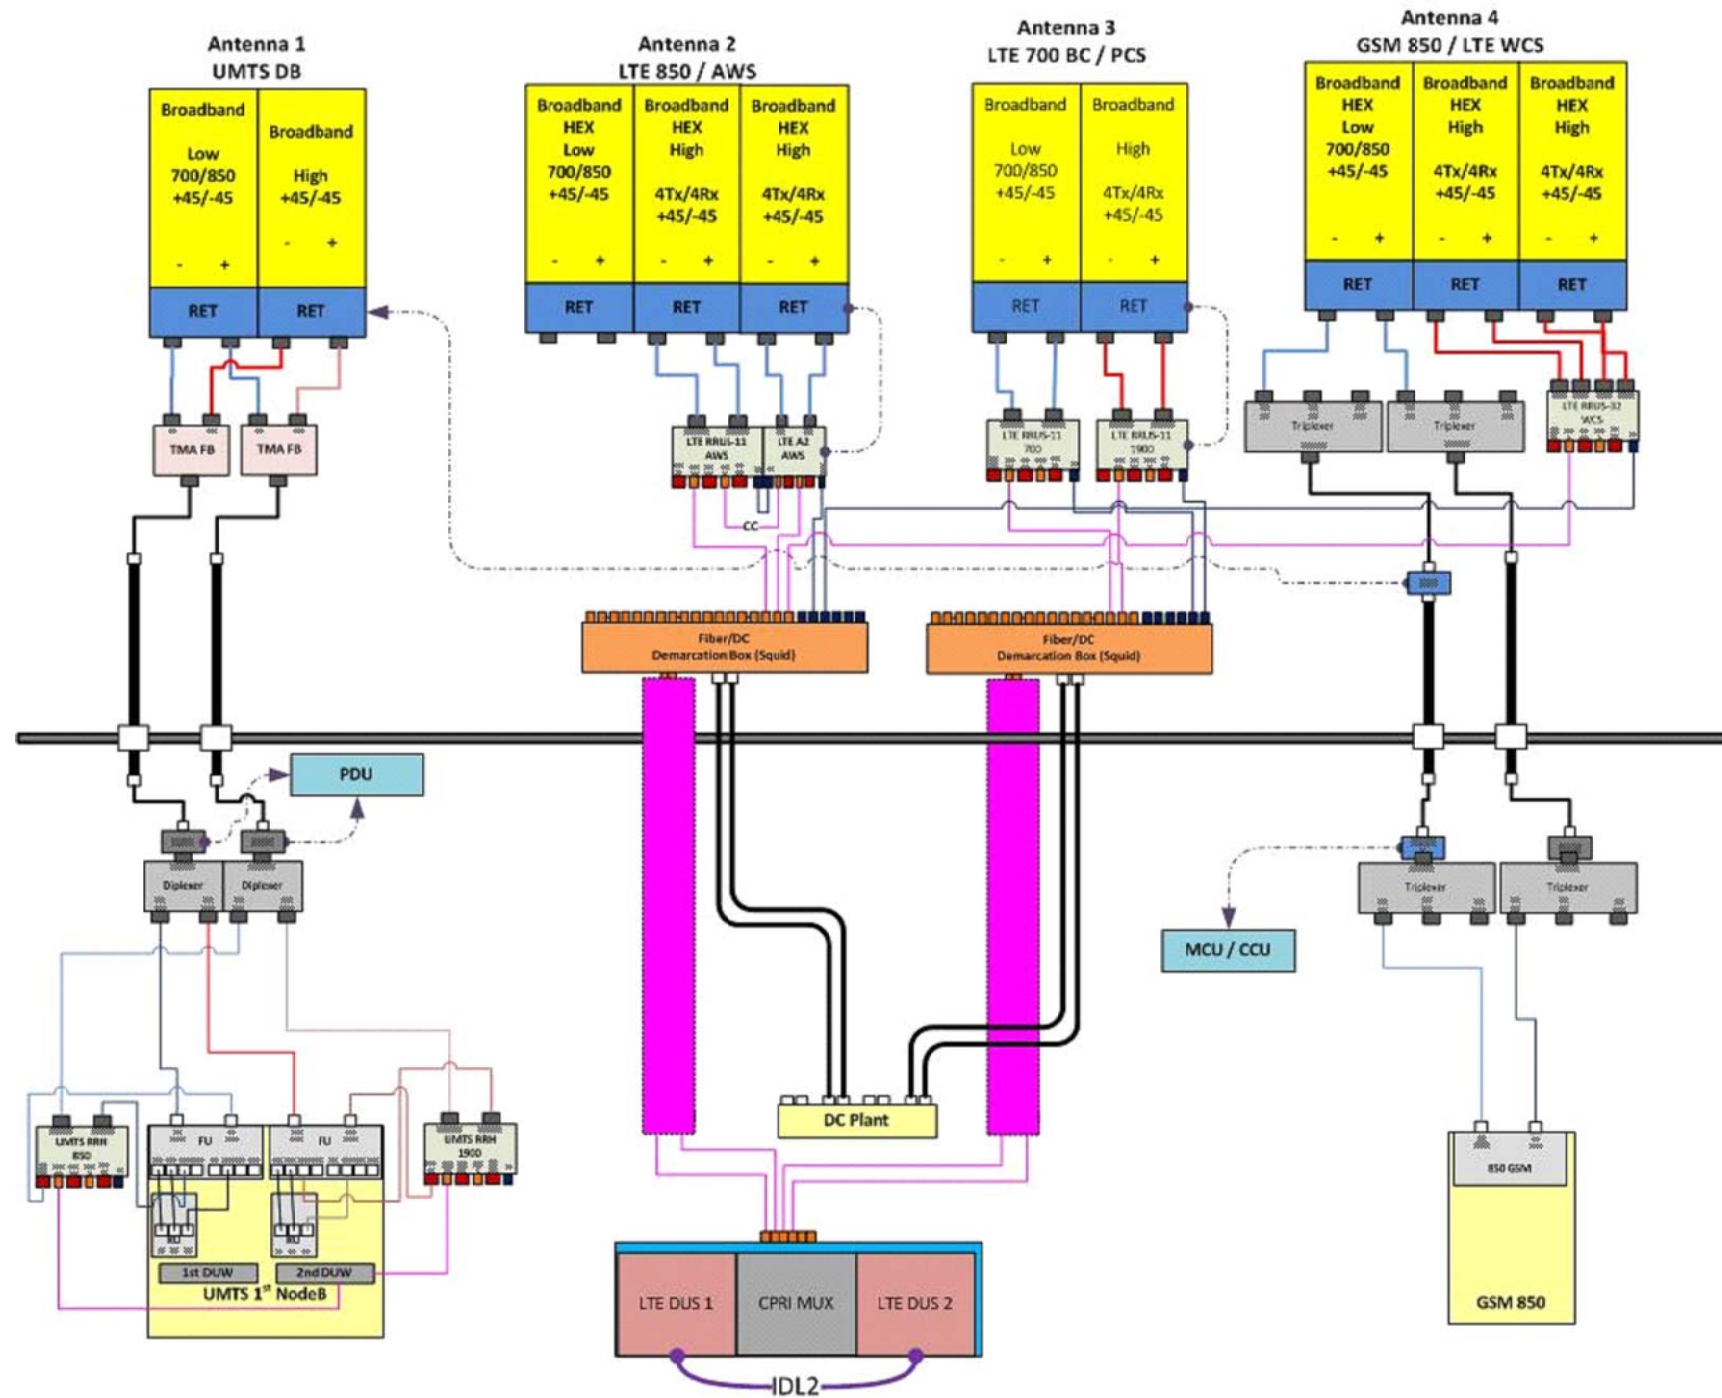 Antenna 1
UMTS DB
Antenna 2
LTE 850 / AWS
Antenna 3
LTE 700 BC / PCS
Antenna 4
GSM 850 / LTE WCS
Broadband
Low
700/850
+45/-45
- +
RET
Broadband
High
+45/-45
- +
RET
Broadband
HEX
Low
700/850
+45/-45
- +
RET
Broadband
HEX
High
4Tx/4Rx
+45/-45
- +
RET
Broadband
HEX
High
4Tx/4Rx
+45/-45
- +
RET
Broadband
Low
700/850
+45/-45
- +
RET
Broadband
High
4Tx/4Rx
+45/-45
- +
RET
Broadband
HEX
Low
700/850
+45/-45
- +
RET
Broadband
HEX
High
4Tx/4Rx
+45/-45
- +
RET
Broadband
HEX
High
4Tx/4Rx
+45/-45
- +
RET
TMA FB
TMA FB
LTE RRUS-11
AWS
LTE A2
AWS
LTE RRUS-11
700
LTE RRUS-11
1900
Triplexer
Triplexer
LTE RRUS-32
WCS
CC
Fiber/DC
Demarcation Box (Squid)
Fiber/DC
Demarcation Box (Squid)
PDU
Diplexer
Diplexer
Triplexer
Triplexer
MCU / CCU
DC Plant
UMTS RRH
850
FU
FU
UMTS RRH
1900
850 GSM
RU
RU
1st DUW
2nd DUW
UMTS 1st NodeB
LTE DUS 1
CPRI MUX
LTE DUS 2
GSM 850
IDL2